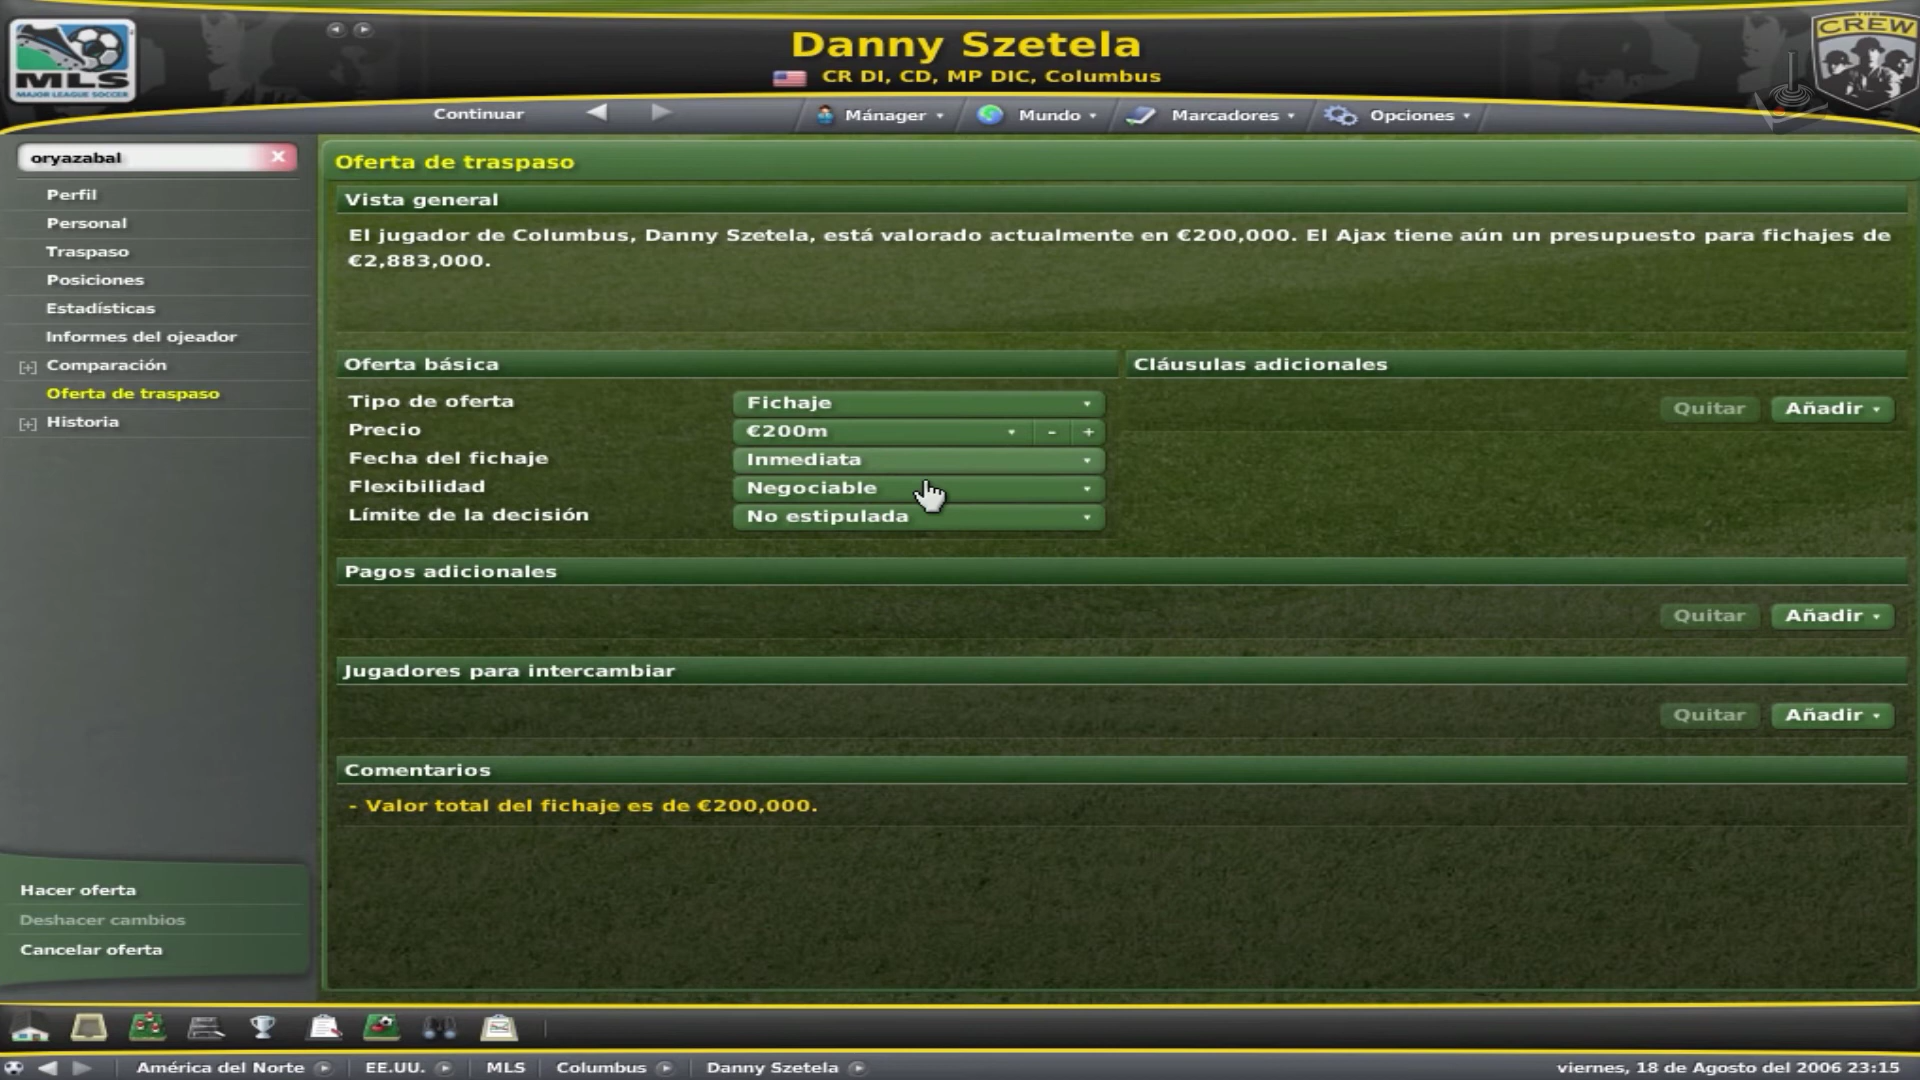 Danny Szetela
CR DI, CD, MP DIC, Columbus
MLS
MAJOR LEAGUE SOCCER
CREW
Continuar
Mánager
Mundo
Marcadores
Opciones
oryazabal
Perfil
Personal
Traspaso
Posiciones
Estadísticas
Informes del ojeador
[+] Comparación
Oferta de traspaso
[+] Historia
Oferta de traspaso
Vista general
El jugador de Columbus, Danny Szetela, está valorado actualmente en €200,000. El Ajax tiene aún un presupuesto para fichajes de
€2,883,000.
Oferta básica
Tipo de oferta Fichaje
Precio €200m - +
Fecha del fichaje Inmediata
Flexibilidad Negociable
Límite de la decisión No estipulada
Cláusulas adicionales
Quitar Añadir
Pagos adicionales
Quitar Añadir
Jugadores para intercambiar
Quitar Añadir
Comentarios
- Valor total del fichaje es de €200,000.
Hacer oferta
Deshacer cambios
Cancelar oferta
América del Norte EE.UU. MLS Columbus Danny Szetela viernes, 18 de Agosto del 2006 23:15